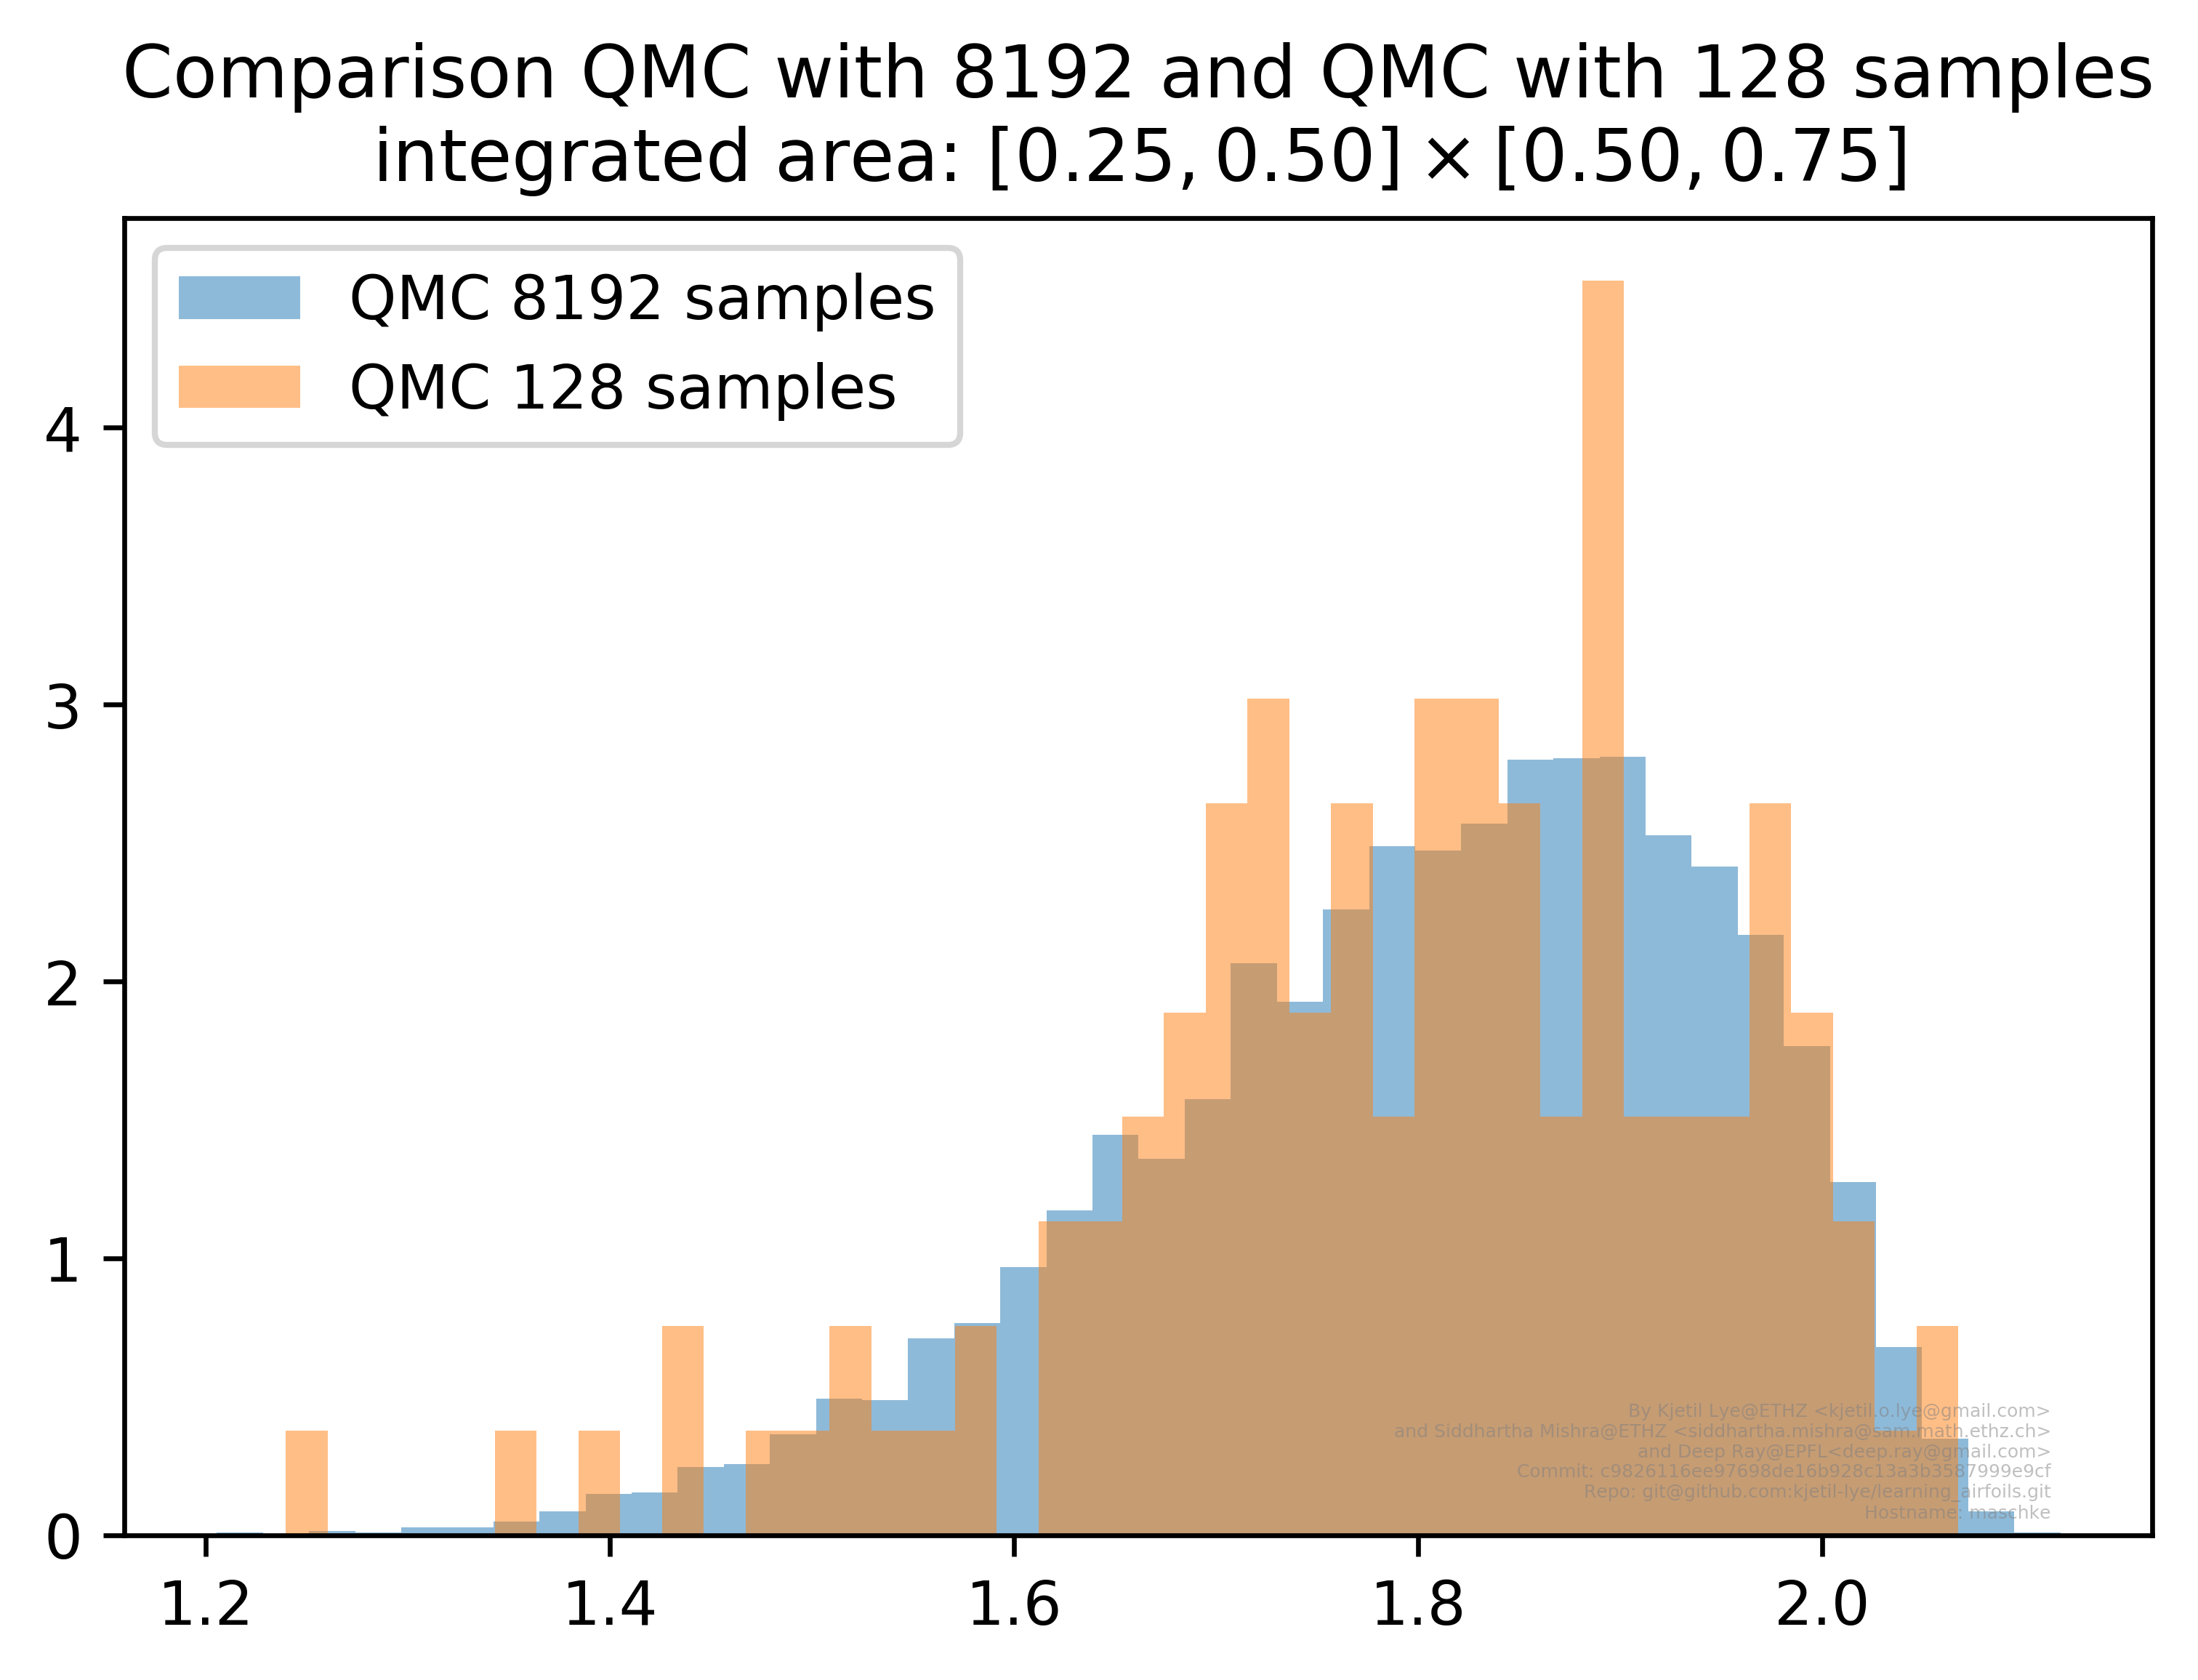 Comparison QMC with 8192 and QMC with 128 samples
integrated area: [0.25, 0.50] × [0.50, 0.75]
QMC 8192 samples
QMC 128 samples
4
3
2
1
0
1.2 1.4 1.6 1.8 2.0
By Kjetil Lye@ETHZ <kjetil.o.lye@gmail.com>
and Siddhartha Mishra@ETHZ <siddhartha.mishra@sam.math.ethz.ch>
and Deep Ray@EPFL<deep.ray@gmail.com>
Commit: c9826116ee97698de16b928c13a3b3587999e9cf
Repo: git@github.com:kjetil-lye/learning_airfoils.git
Hostname: maschke